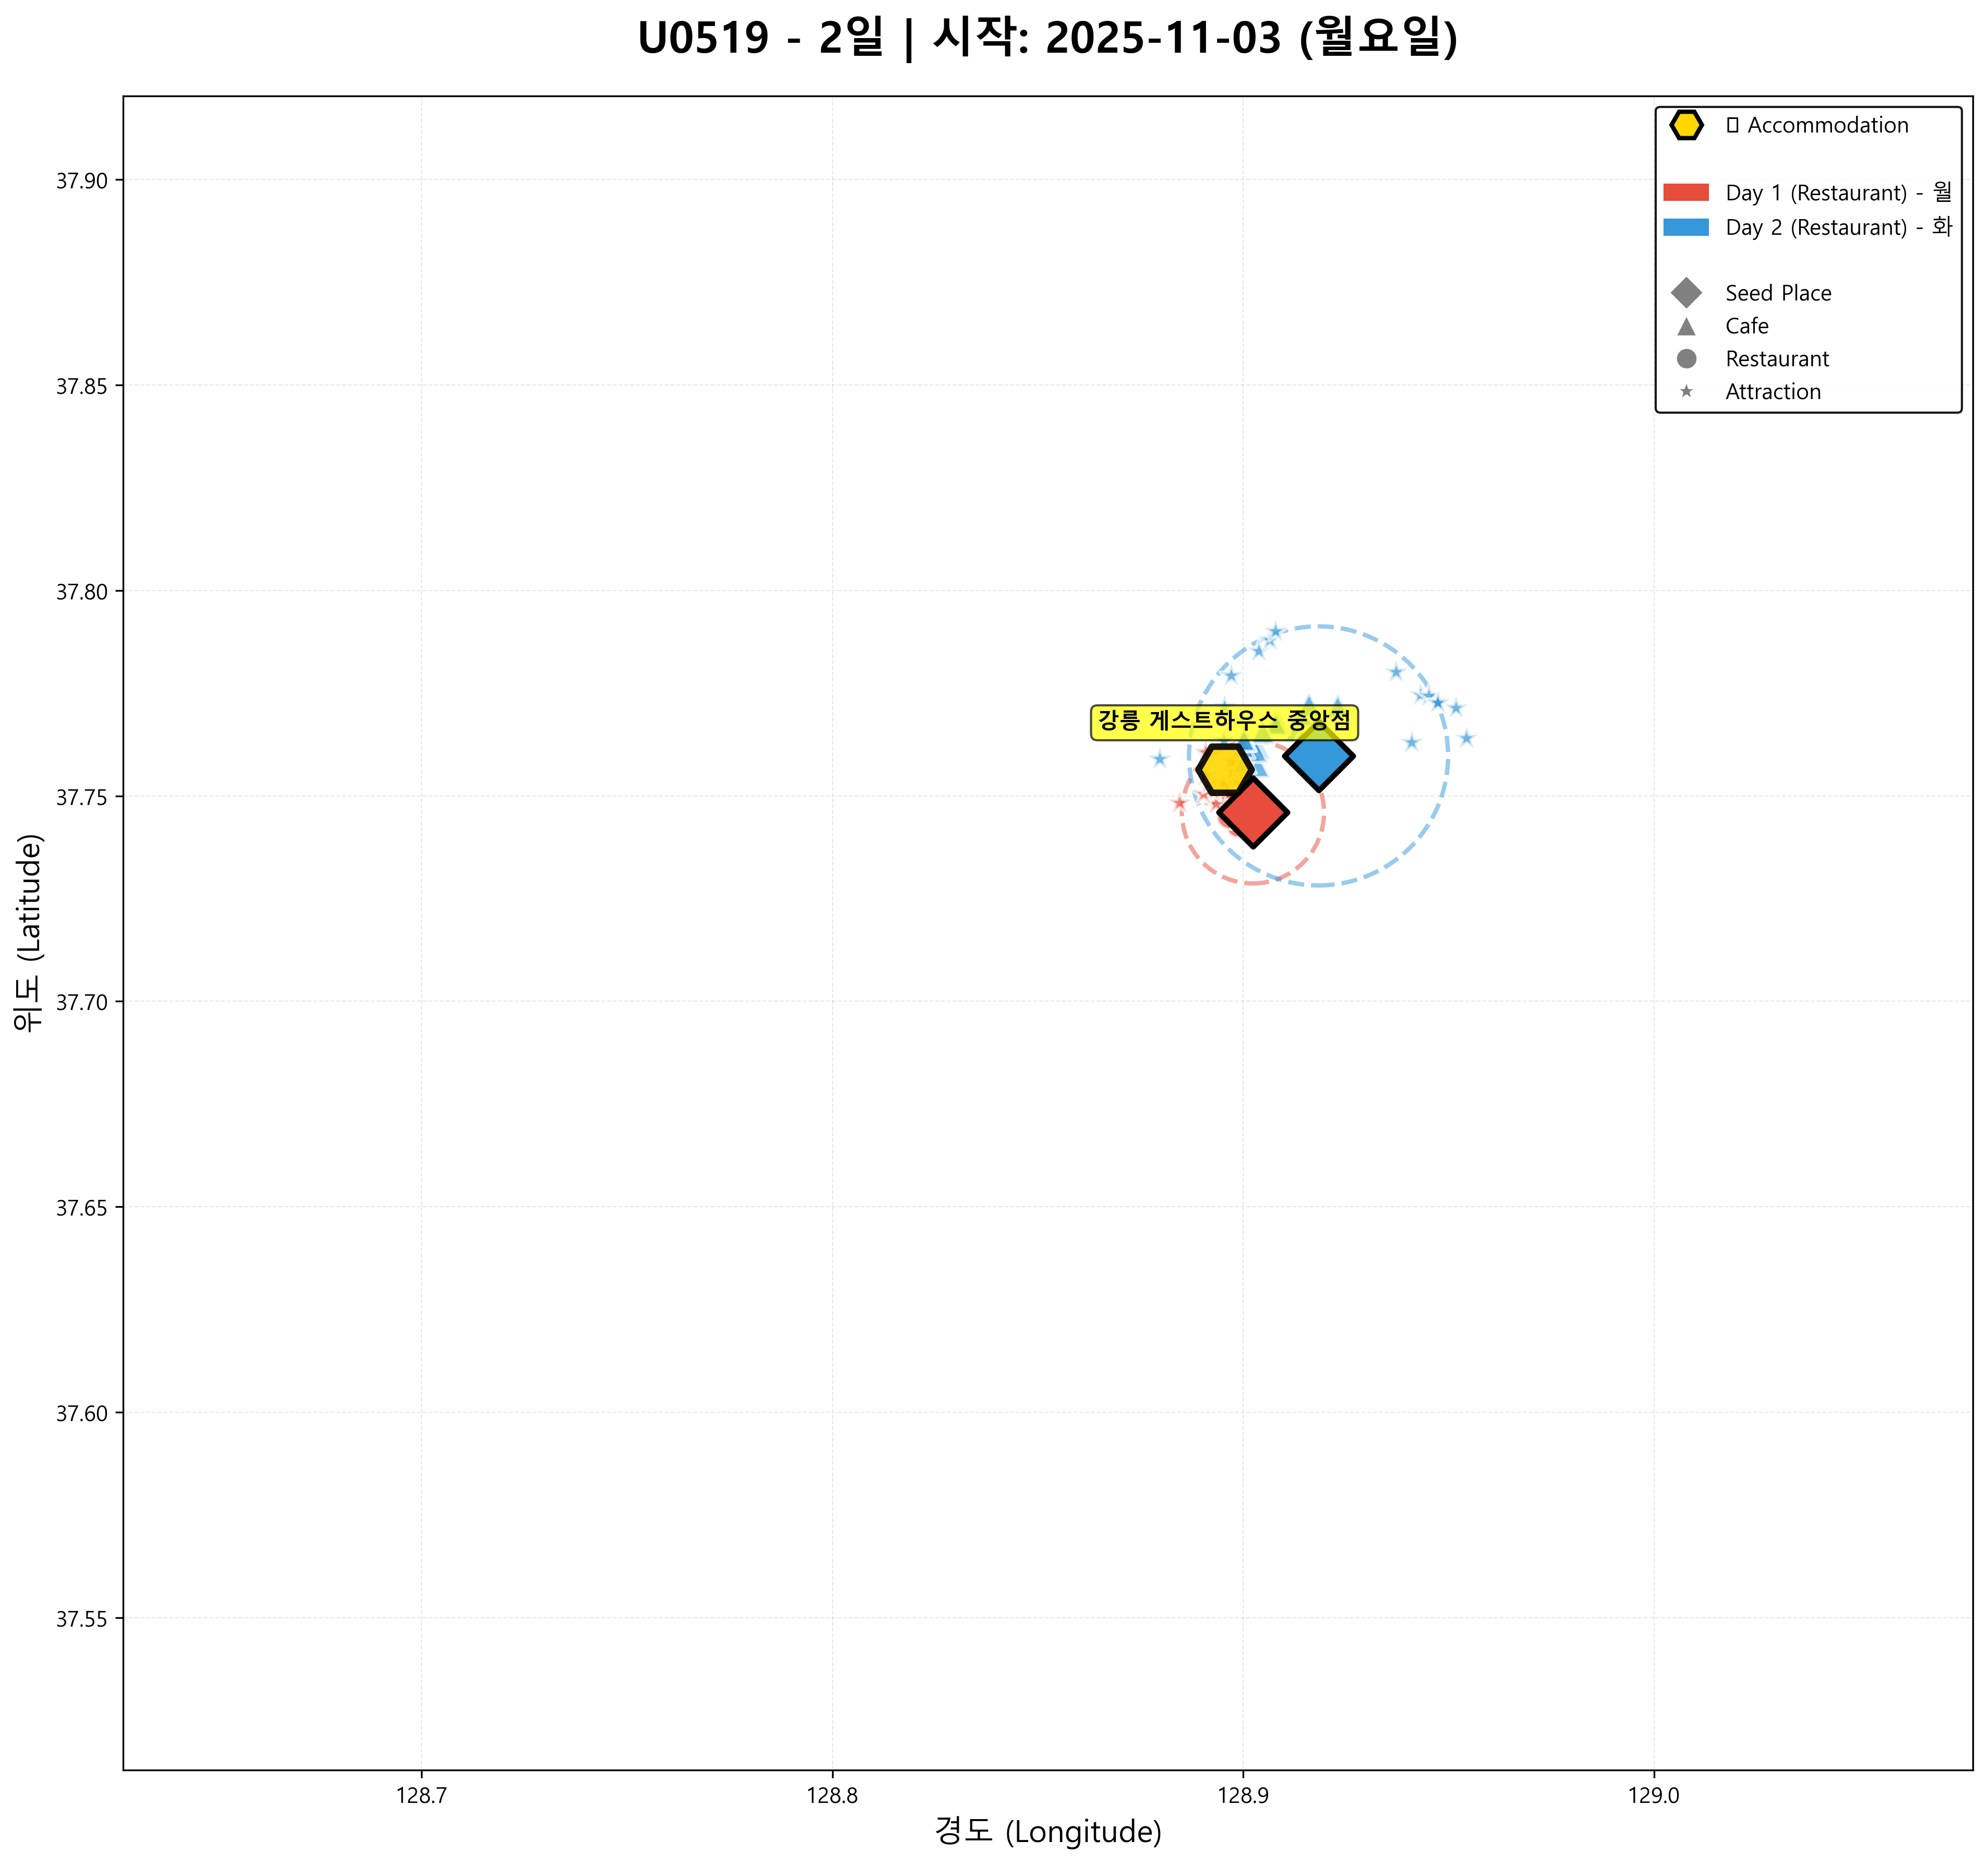 U0519 - 2일 | 시작: 2025-11-03 (월요일)
Accommodation
Day 1 (Restaurant) - 월
Day 2 (Restaurant) - 화
Seed Place
Cafe
Restaurant
Attraction
37.90
37.85
37.80
강릉 게스트하우스 중앙점
37.75
37.70
37.65
37.60
37.55
위도 (Latitude)
128.7
128.8
128.9
129.0
경도 (Longitude)